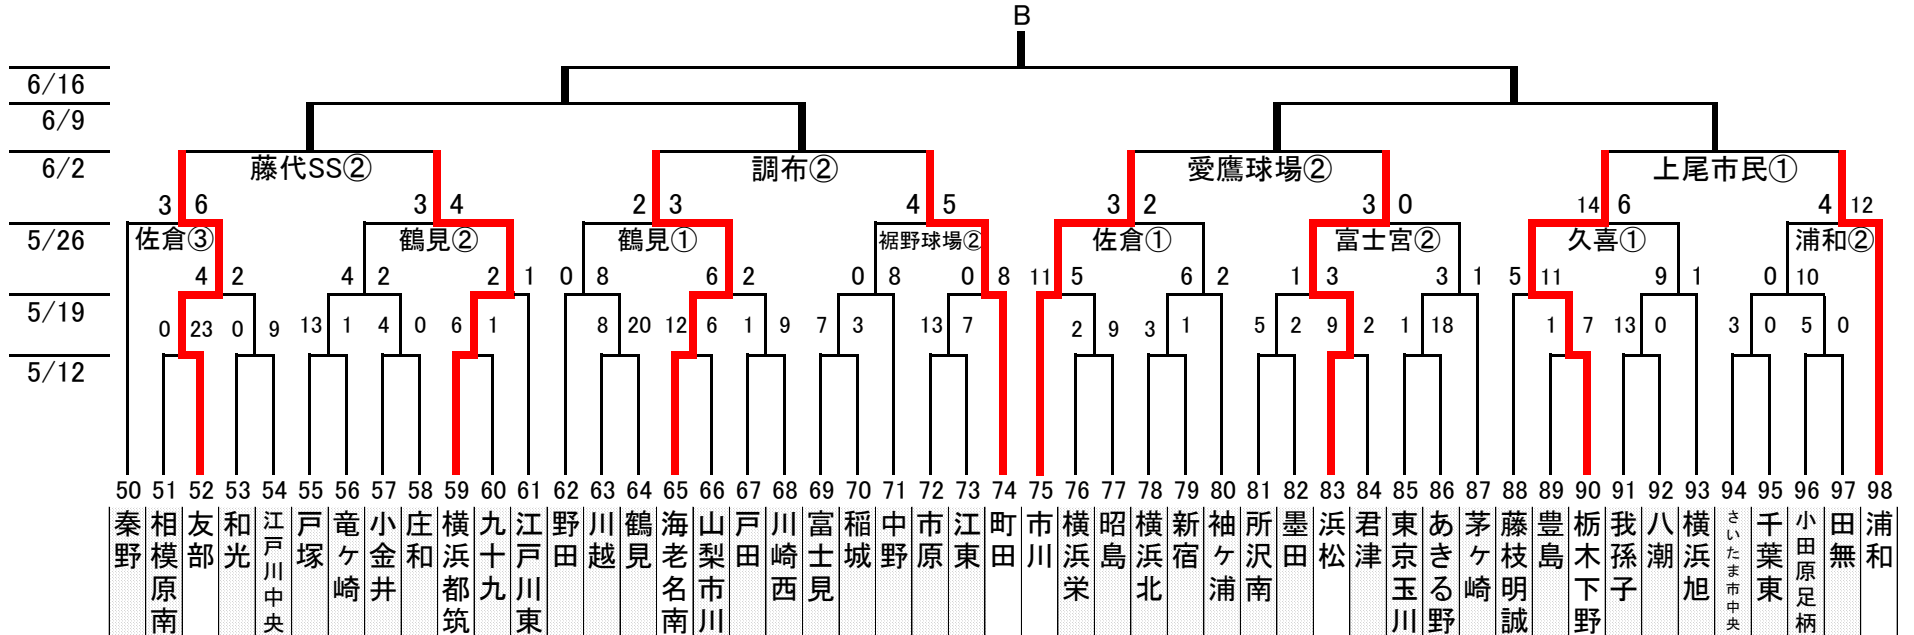 B
6/16
6/9
6/2
藤代SS② 調布② 愛鷹球場② 上尾市民①
3 6 3 4 2 3 4 5 3 2 3 0 14 6 4 12
5/26
佐倉③ 鶴見② 鶴見① 裾野球場② 佐倉① 富士宮② 久喜① 浦和②
4 2 4 2 2 1 0 8 6 2 0 8 0 8 11 5 6 2 1 3 3 1 5 11 9 1 0 10
5/19
0 23 0 9 13 1 4 0 6 1 8 20 12 6 1 9 7 3 13 7 2 9 3 1 5 2 9 2 1 18 1 7 13 0 3 0 5 0
5/12
50 51 52 53 54 55 56 57 58 59 60 61 62 63 64 65 66 67 68 69 70 71 72 73 74 75 76 77 78 79 80 81 82 83 84 85 86 87 88 89 90 91 92 93 94 95 96 97 98
秦野
相模原南
友部
和光
江戸川中央
戸塚
竜ヶ崎
小金井
庄和
横浜都筑
九十九
江戸川東
野田
川越
鶴見
海老名南
山梨市川
戸田
川崎西
富士見
稲城
中野
市原
江東
町田
市川
横浜栄
昭島
横浜北
新宿
袖ヶ浦
所沢南
墨田
浜松
君津
東京玉川
あきる野
茅ヶ崎
藤枝明誠
豊島
栃木下野
我孫子
八潮
横浜旭
さいたま市中央
千葉東
小田原足柄
田無
浦和